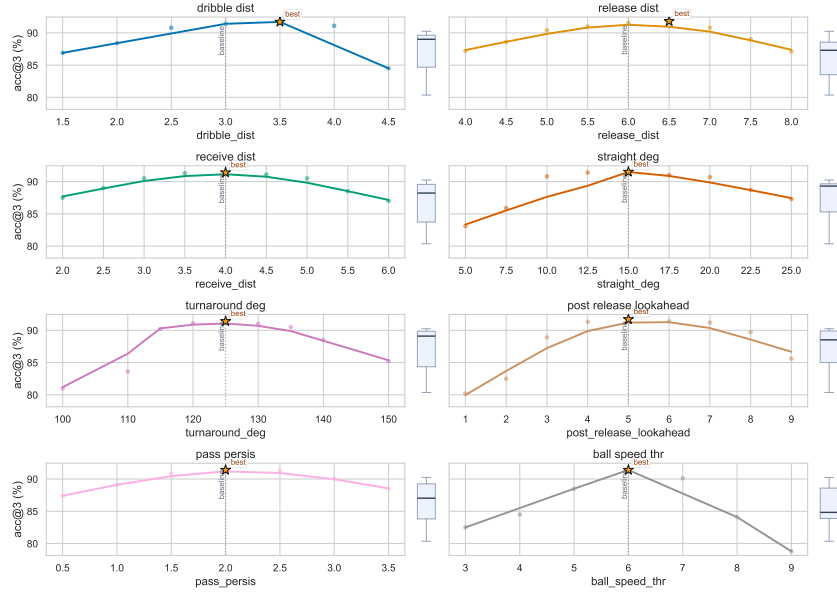 dribble dist
best
baseline
acc@3 (%)
90
85
80
1.5 2.0 2.5 3.0 3.5 4.0 4.5
dribble_dist
release dist
best
baseline
4.0 4.5 5.0 5.5 6.0 6.5 7.0 7.5 8.0
release_dist
receive dist
best
baseline
acc@3 (%)
90
85
80
2.0 2.5 3.0 3.5 4.0 4.5 5.0 5.5 6.0
receive_dist
straight deg
best
baseline
5.0 7.5 10.0 12.5 15.0 17.5 20.0 22.5 25.0
straight_deg
turnaround deg
best
baseline
acc@3 (%)
90
85
80
100 110 120 130 140 150
turnaround_deg
post release lookahead
best
baseline
1 2 3 4 5 6 7 8 9
post_release_lookahead
pass persis
best
baseline
acc@3 (%)
90
85
80
0.5 1.0 1.5 2.0 2.5 3.0 3.5
pass_persis
ball speed thr
best
baseline
3 4 5 6 7 8 9
ball_speed_thr